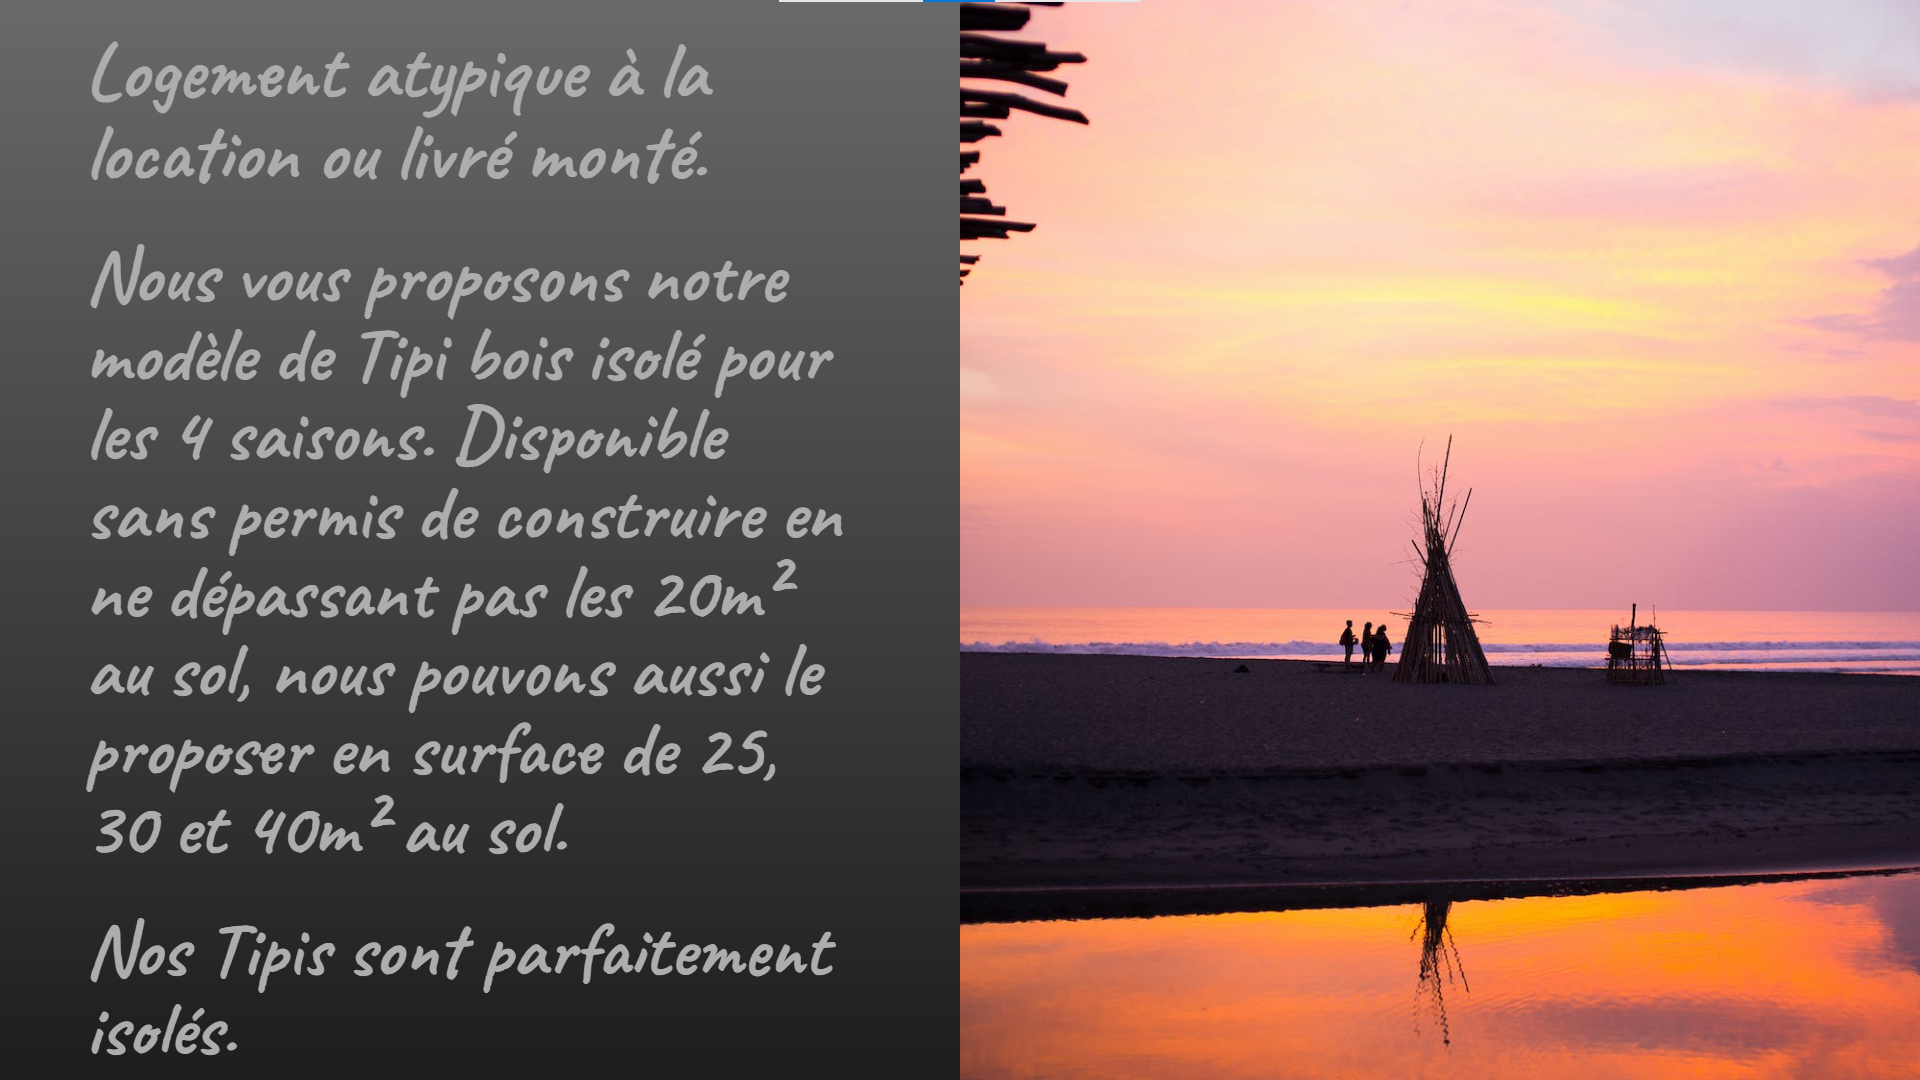 Logement atypique à la
location ou livré monté.
Nous vous proposons notre
modèle de Tipi bois isolé pour
les 4 saisons. Disponible
sans permis de construire en
ne dépassant pas les 20m²
au sol, nous pouvons aussi le
proposer en surface de 25,
30 et 40m² au sol.
Nos Tipis sont parfaitement
isolés.